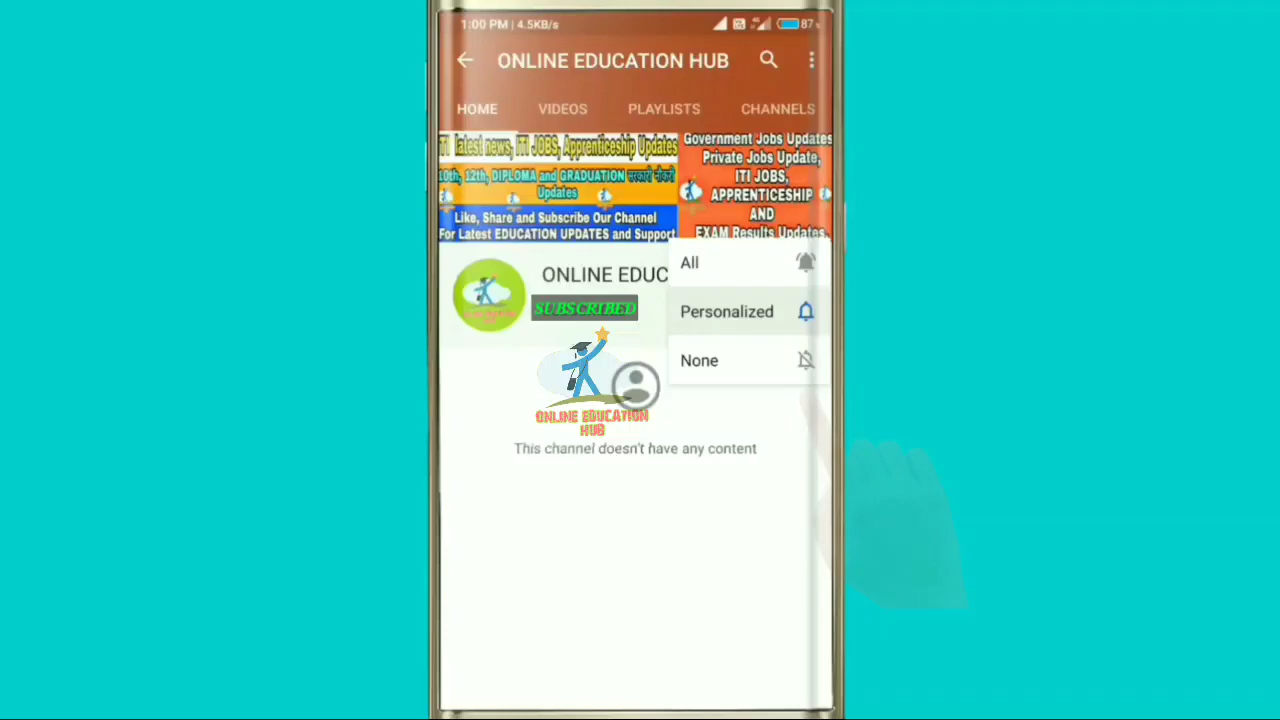 1:00 PM | 4.5KB/s
87
ONLINE EDUCATION HUB
HOME VIDEOS PLAYLISTS CHANNELS
ITI latest news, ITI JOBS, Apprenticeship Updates
10th, 12th, DIPLOMA and GRADUATION सरकारी नौकरी
Updates
Like, Share and Subscribe Our Channel
For Latest EDUCATION UPDATES and Support
Government Jobs Updates
Private Jobs Update,
ITI JOBS,
APPRENTICESHIP
AND
EXAM Results Updates,
ONLINE EDUC
SUBSCRIBED
All
Personalized
None
ONLINE EDUCATION
HUB
This channel doesn't have any content